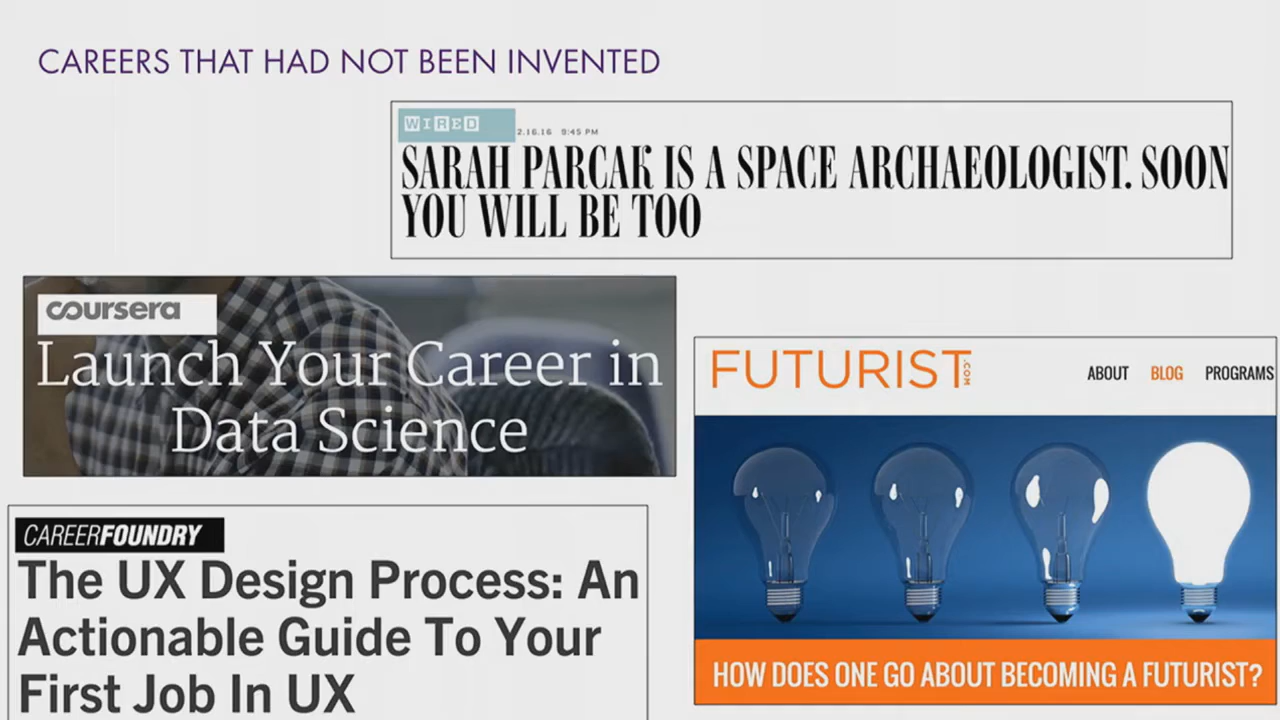 CAREERS THAT HAD NOT BEEN INVENTED
WIRED
2.16.16 9:45 PM
SARAH PARCAK IS A SPACE ARCHAEOLOGIST. SOON
YOU WILL BE TOO
coursera
Launch Your Career in
Data Science
FUTURIST.COM
ABOUT BLOG PROGRAMS
HOW DOES ONE GO ABOUT BECOMING A FUTURIST?
CAREERFOUNDRY
The UX Design Process: An
Actionable Guide To Your
First Job In UX